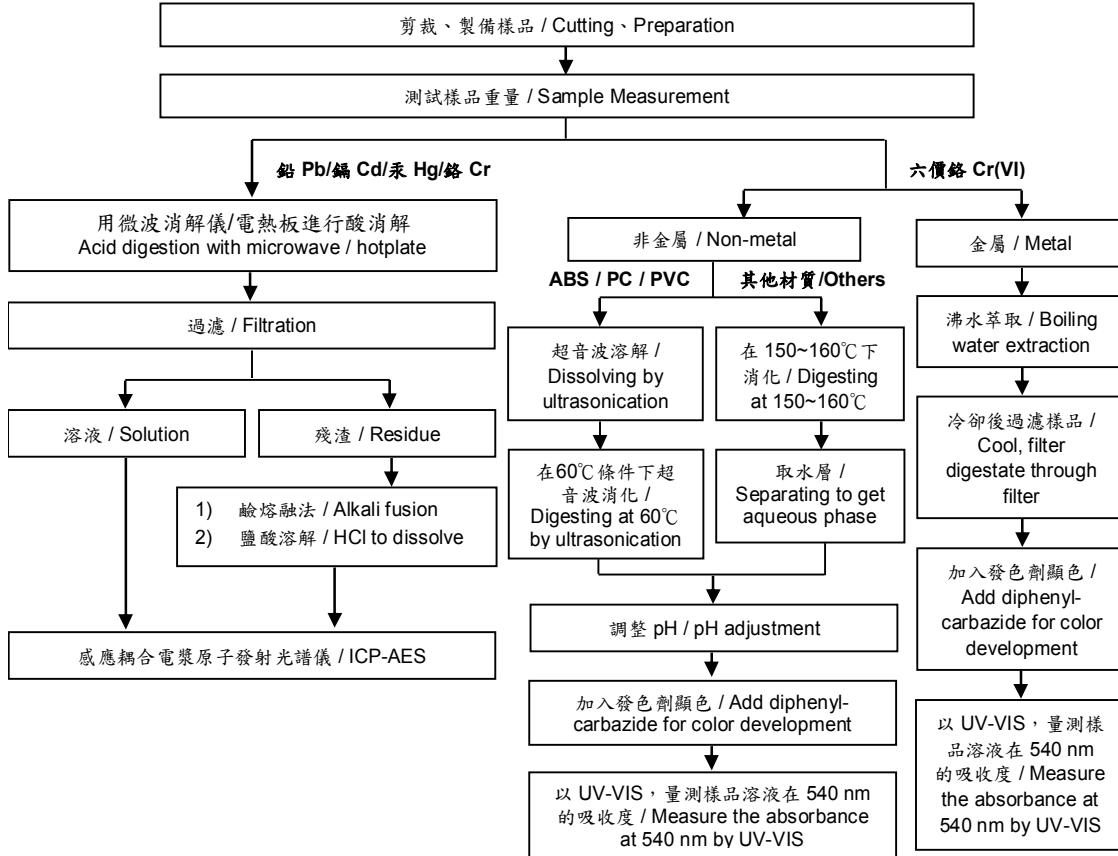 剪裁、製備樣品 / Cutting、Preparation
測試樣品重量 / Sample Measurement
鉛 Pb/鎘 Cd/汞 Hg/鉻 Cr
用微波消解儀/電熱板進行酸消解
Acid digestion with microwave / hotplate
過濾 / Filtration
溶液 / Solution
殘渣 / Residue
1) 鹼熔融法 / Alkali fusion
2) 鹽酸溶解 / HCl to dissolve
感應耦合電漿原子發射光譜儀 / ICP-AES
六價鉻 Cr(VI)
非金屬 / Non-metal
ABS / PC / PVC
超音波溶解 /
Dissolving by
ultrasonication
在60℃條件下超
音波消化 /
Digesting at 60℃
by ultrasonication
其他材質/Others
在 150~160℃下
消化 / Digesting
at 150~160℃
取水層 /
Separating to get
aqueous phase
調整 pH / pH adjustment
加入發色劑顯色 / Add diphenyl-
carbazide for color development
以 UV-VIS，量測樣品溶液在 540 nm
的吸收度 / Measure the absorbance
at 540 nm by UV-VIS
金屬 / Metal
沸水萃取 / Boiling
water extraction
冷卻後過濾樣品 /
Cool, filter
digestate through
filter
加入發色劑顯色 /
Add diphenyl-
carbazide for color
development
以 UV-VIS，量測樣
品溶液在 540 nm
的吸收度 / Measure
the absorbance at
540 nm by UV-VIS